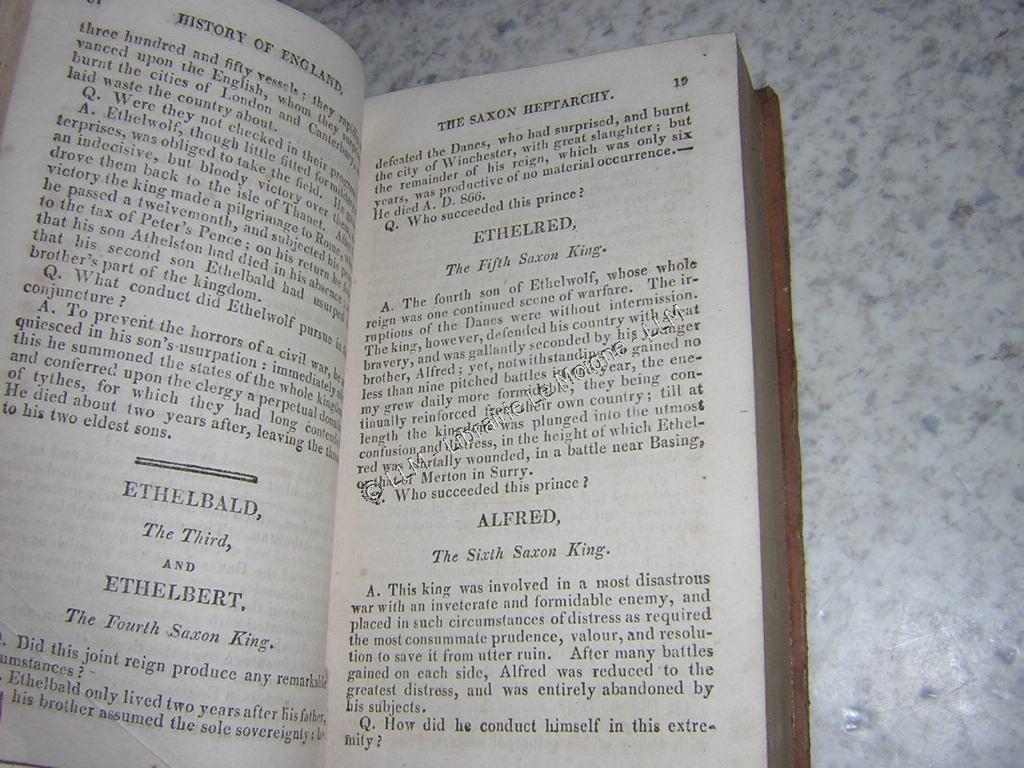 HISTORY OF ENGLAND.
three hundred and fifty vessels; they
vanced upon the English, whom they
burnt the cities of London and
laid waste the country about.
Q. Were they not checked in their
A. Ethelwolf, though little fitted for
terprises, was obliged to take the field. He
an indecisive, but bloody victory over them
drove them back to the isle of Thanet. After
victory the king made a pilgrimage to Rome,
he passed a twelvemonth, and subjected his
to the tax of Peter's Pence; on his return he
that his son Athelston had died in his absence,
that his second son Ethelbald had usurped
brother's part of the kingdom.
Q. What conduct did Ethelwolf pursue in
conjuncture?
A. To prevent the horrors of a civil war, he
quiesced in his son's usurpation: immediately
this he summoned the states of the whole
and conferred upon the clergy a perpetual
of tythes, for which they had long
He died about two years after, leaving the
to his two eldest sons.
ETHELBALD,
The Third,
AND
ETHELBERT,
The Fourth Saxon King.
Did this joint reign produce any remarkable
umstances?
Ethelbald only lived two years after his father,
his brother assumed the sole sovereignty;
THE SAXON HEPTARCHY. 19
defeated the Danes, who had surprised, and burnt
the city of Winchester, with great slaughter; but
the remainder of his reign, which was only six
years, was productive of no material occurrence.—
He died A. D. 866.
Q. Who succeeded this prince?
ETHELRED,
The Fifth Saxon King.
A. The fourth son of Ethelwolf, whose whole
reign was one continued scene of warfare. The ir-
ruptions of the Danes were without intermission.
The king, however, defended his country with great
bravery, and was gallantly seconded by his younger
brother, Alfred; yet, notwithstanding he gained no
less than nine pitched battles in one year, the ene-
my grew daily more formidable, they being con-
tinually reinforced from their own country; till at
length the kingdom was plunged into the utmost
confusion and distress, in the height of which Ethel-
red was mortally wounded, in a battle near Basing,
or that of Merton in Surry.
Q. Who succeeded this prince?
ALFRED,
The Sixth Saxon King.
A. This king was involved in a most disastrous
war with an inveterate and formidable enemy, and
placed in such circumstances of distress as required
the most consummate prudence, valour, and resolu-
tion to save it from utter ruin. After many battles
gained on each side, Alfred was reduced to the
greatest distress, and was entirely abandoned by
his subjects.
Q. How did he conduct himself in this extre-
mity?
Librairie Le Motoha